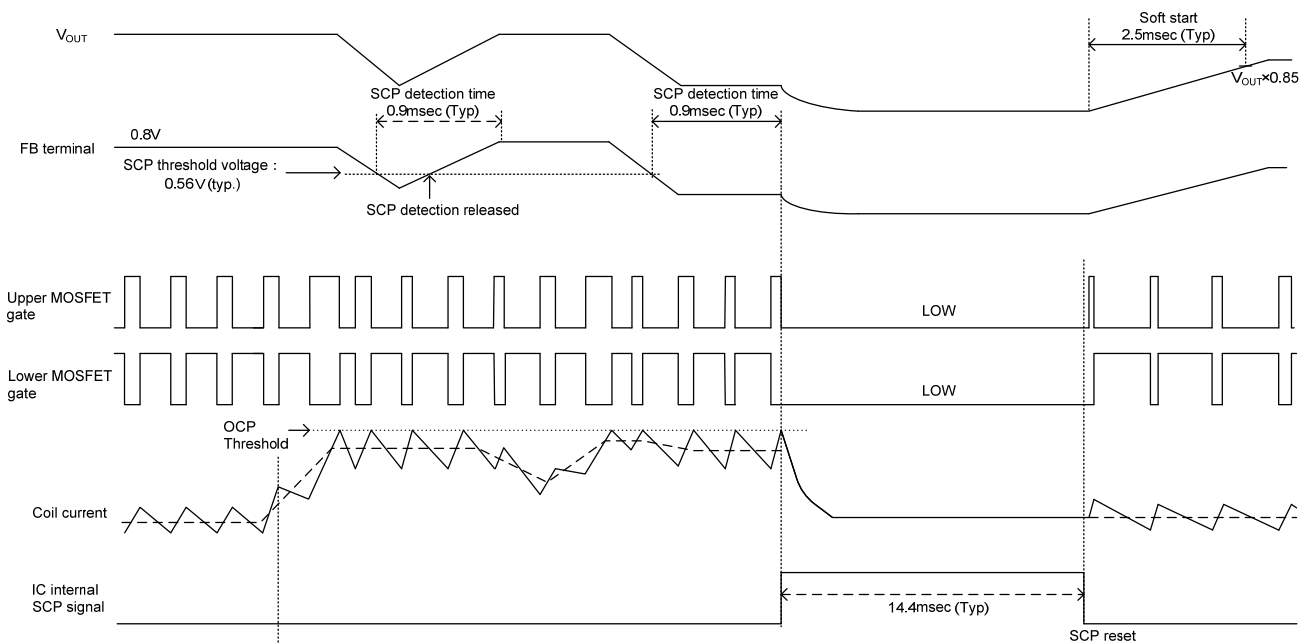 Soft start
2.5msec (Typ)
VOUT
VOUT×0.85
SCP detection time
0.9msec (Typ)
SCP detection time
0.9msec (Typ)
0.8V
FB terminal
SCP threshold voltage :
0.56V(typ.)
SCP detection released
Upper MOSFET
gate
LOW
Lower MOSFET
gate
LOW
OCP
Threshold
Coil current
IC internal
SCP signal
14.4msec (Typ)
SCP reset